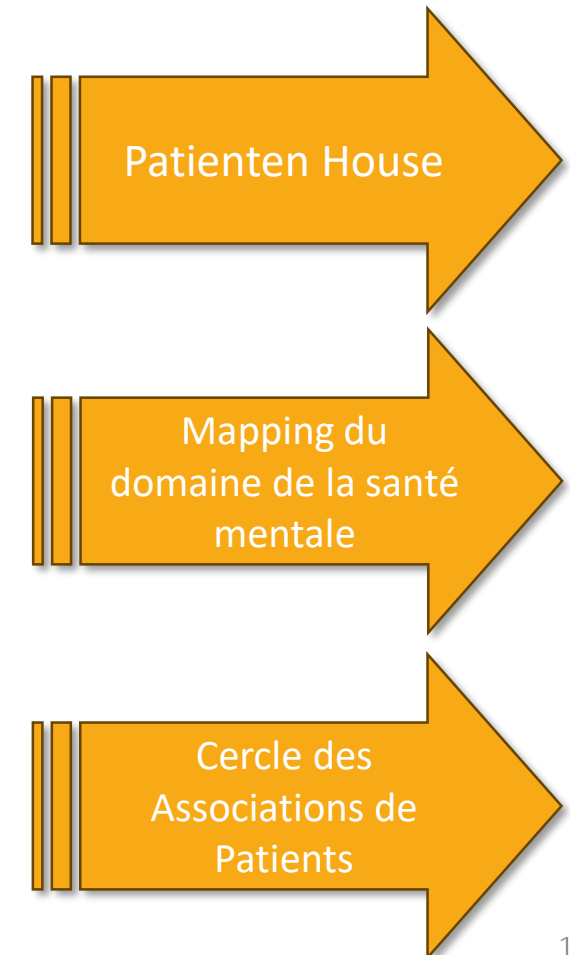 Patienten House
Mapping du
domaine de la santé
mentale
Cercle des
Associations de
Patients
1